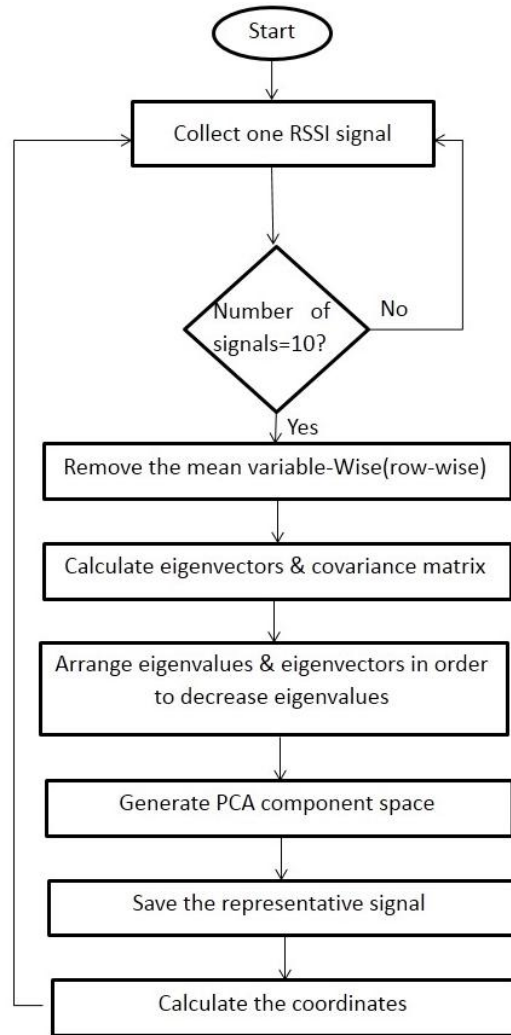 Start
Collect one RSSI signal
Number of
signals=10?
No
Yes
Remove the mean variable-Wise(row-wise)
Calculate eigenvectors & covariance matrix
Arrange eigenvalues & eigenvectors in order
to decrease eigenvalues
Generate PCA component space
Save the representative signal
Calculate the coordinates